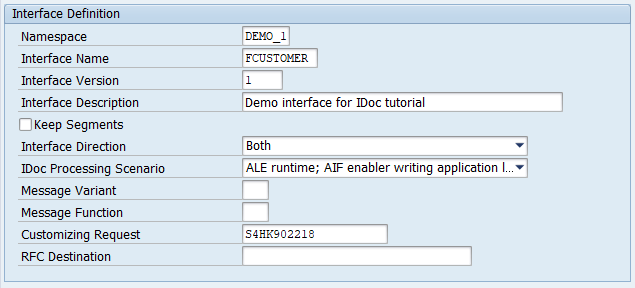 Interface Definition
Namespace DEMO_1
Interface Name FCUSTOMER
Interface Version 1
Interface Description Demo interface for IDoc tutorial
Keep Segments
Interface Direction Both
IDoc Processing Scenario ALE runtime; AIF enabler writing application l...
Message Variant
Message Function
Customizing Request S4HK902218
RFC Destination